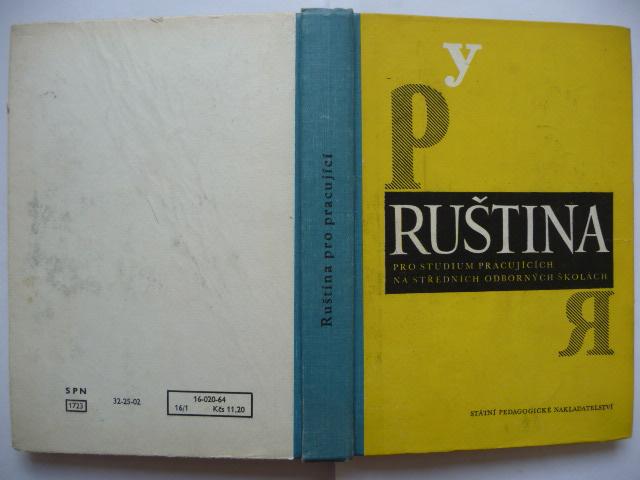 у
р
RUŠTINA
PRO STUDIUM PRACUJÍCÍCH
NA STŘEDNÍCH ODBORNÝCH ŠKOLÁCH
Я
STÁTNÍ PEDAGOGICKÉ NAKLADATELSTVÍ
Ruština pro pracující
SPN
1723
32-25-02
16-020-64
16/1 Kčs 11,20